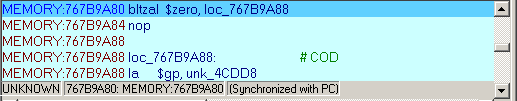 MEMORY:767B9A80 bltzal $zero, loc_767B9A88
MEMORY:767B9A84 nop
MEMORY:767B9A88
MEMORY:767B9A88 loc_767B9A88: # COD
MEMORY:767B9A88 la $gp, unk_4CDD8
UNKNOWN 767B9A80: MEMORY:767B9A80 (Synchronized with PC)